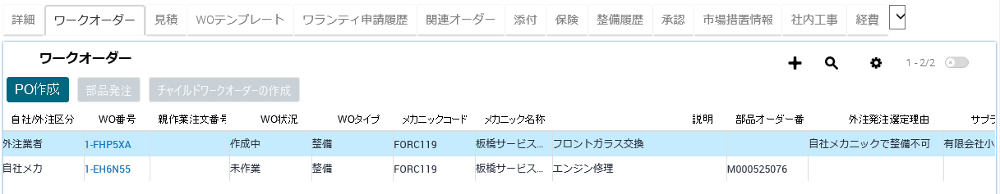 詳細 ワークオーダー 見積 WOテンプレート ワランティ申請履歴 関連オーダー 添付 保険 整備履歴 承認 市場措置情報 社内工事 経費
ワークオーダー 1 - 2/2
PO作成 部品発注 チャイルドワークオーダーの作成
自社/外注区分 WO番号 親作業注文番号 WO状況 WOタイプ メカニックコード メカニック名称 説明 部品オーダー番 外注発注選定理由 サプラ
外注業者 1-FHP5XA 作成中 整備 FORC119 板橋サービス... フロントガラス交換 自社メカニックで整備不可 有限会社小
自社メカ 1-EH6N55 未作業 整備 FORC119 板橋サービス... エンジン修理 M000525076